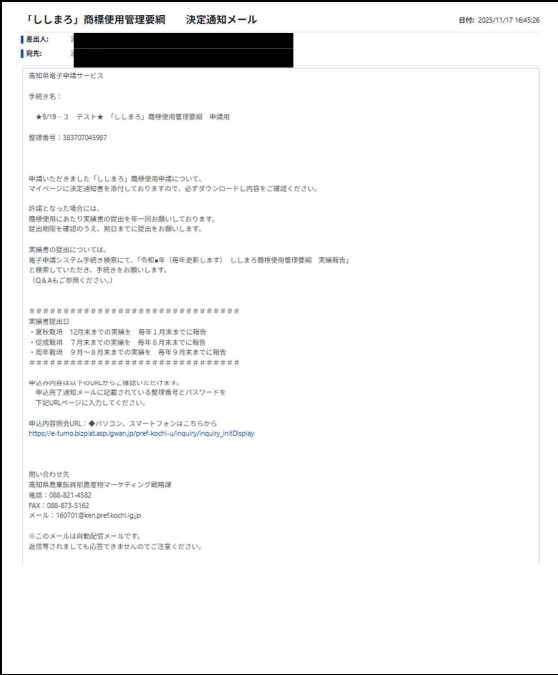 「ししまろ」商標使用管理要綱　　決定通知メール
日付: 2025/11/17 16:45:26
差出人:
宛先:
高知県電子申請サービス
手続き名：
★9/19－３　テスト★ 「ししまろ」商標使用管理要綱　申請用
整理番号：383707045987
申請いただきました「ししまろ」商標使用申請について、
マイページに決定通知書を添付しておりますので、必ずダウンロードし内容をご確認ください。
許諾となった場合には、
商標使用にあたり実績書の提出を年一回お願いしております。
提出期限を確認のうえ、期日までに提出をお願いします。
実績書の提出については、
電子申請システム手続き検索にて、「令和●年（毎年更新します） ししまろ商標使用管理要綱　実績報告」
と検索していただき、手続きをお願いします。
（Q＆Aもご参照ください。）
＃＃＃＃＃＃＃＃＃＃＃＃＃＃＃＃＃＃＃＃＃＃＃＃＃＃＃＃＃＃＃
実績書提出日
・夏秋栽培　12月末までの実績を　毎年１月末までに報告
・促成栽培　７月末までの実績を　毎年８月末までに報告
・周年栽培　９月～８月末までの実績を　毎年９月末までに報告
＃＃＃＃＃＃＃＃＃＃＃＃＃＃＃＃＃＃＃＃＃＃＃＃＃＃＃＃＃＃＃
申込み内容は以下のURLからご確認いただけます。
申込完了通知メールに記載されている整理番号とパスワードを
下記URLページに入力してください。
申込内容照会URL：◆パソコン、スマートフォンはこちらから
https://e-tumo.bizplat.asp.lgwan.jp/pref-kochi-u/inquiry/inquiry_initDisplay
問い合わせ先
高知県農業振興部農産物マーケティング戦略課
電話：088-821-4582
FAX：088-873-5162
メール：160701@ken.pref.kochi.lg.jp
※このメールは自動配信メールです。
返信等されましても応答できませんのでご注意ください。